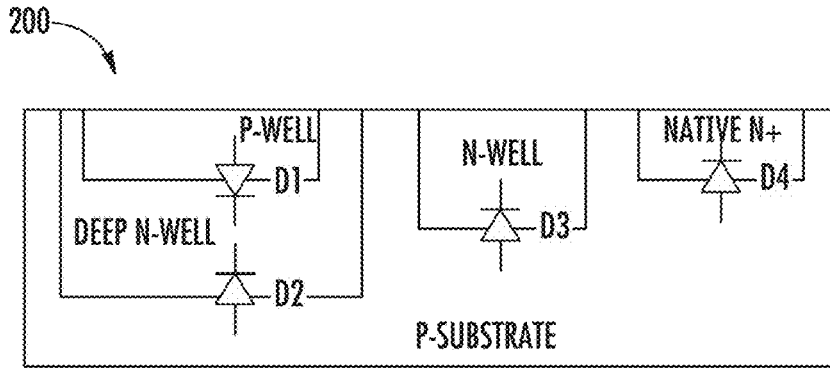 200
P-WELL
D1
DEEP N-WELL
D2
N-WELL
D3
NATIVE N+
D4
P-SUBSTRATE